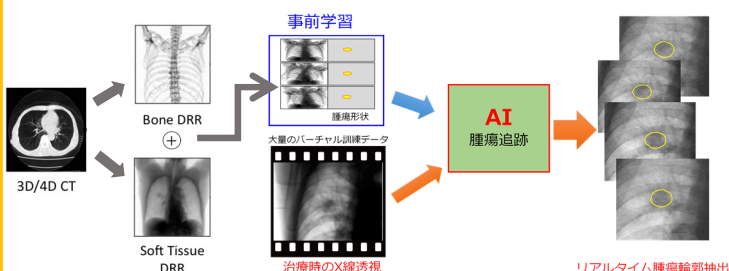 事前学習
Bone DRR
腫瘍形状
大量のバーチャル訓練データ
AI
腫瘍追跡
3D/4D CT
Soft Tissue
DRR
治療時のX線透視
リアルタイム腫瘍輪郭抽出